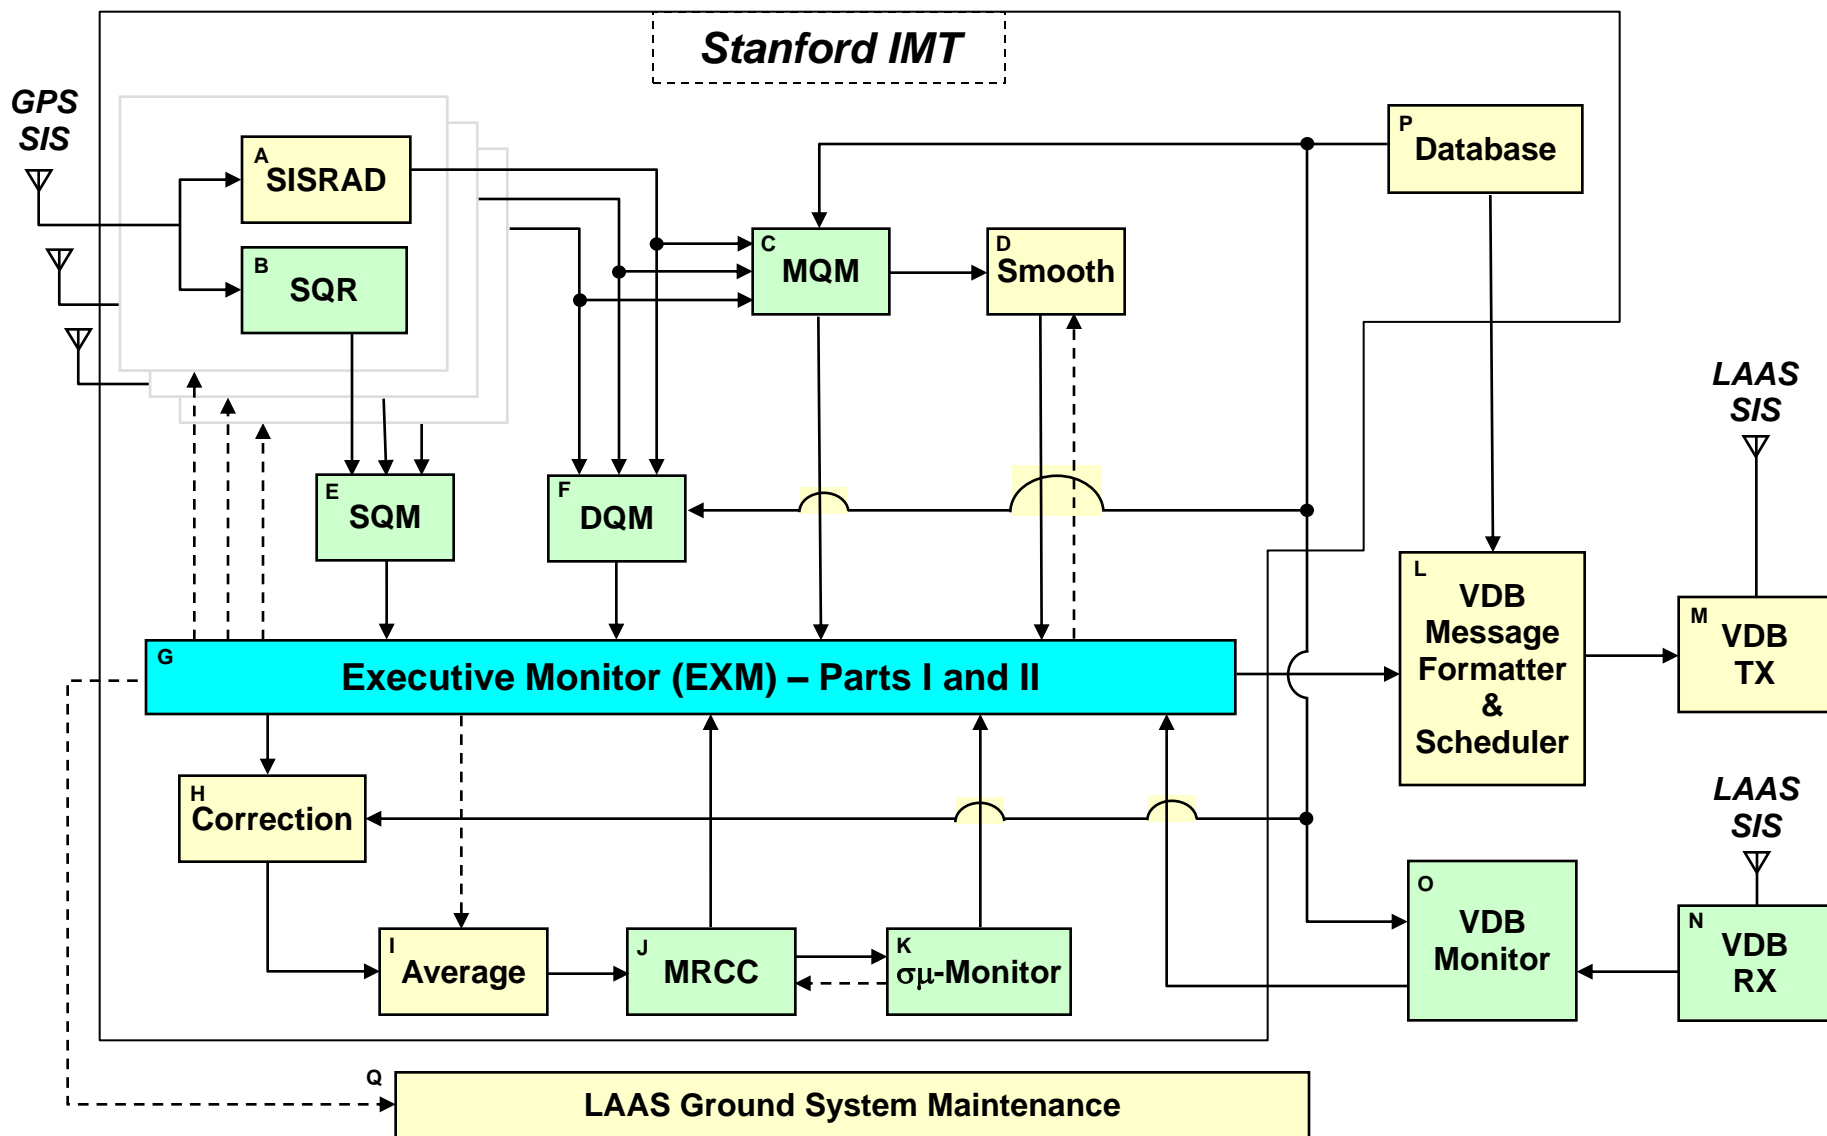 Stanford IMT
GPS
SIS
A
SISRAD
B
SQR
P
Database
C
MQM
D
Smooth
E
SQM
F
DQM
LAAS
SIS
L
VDB
Message
Formatter
&
Scheduler
M
VDB
TX
G
Executive Monitor (EXM) – Parts I and II
H
Correction
LAAS
SIS
I
Average
J
MRCC
K
σμ-Monitor
O
VDB
Monitor
N
VDB
RX
Q
LAAS Ground System Maintenance